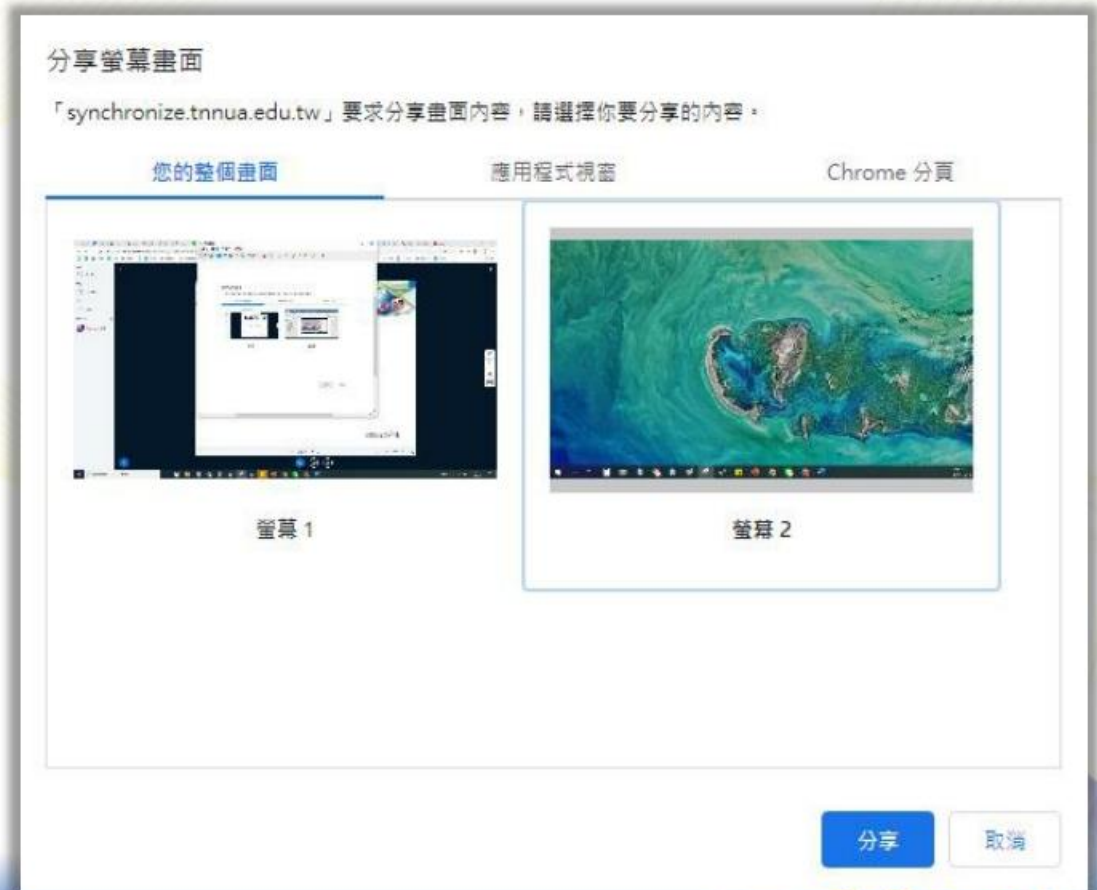 分享螢幕畫面
「synchronize.tnnua.edu.tw」要求分享畫面內容，請選擇你要分享的內容。
您的整個畫面 應用程式視窗 Chrome 分頁
螢幕 1 螢幕 2
分享 取消